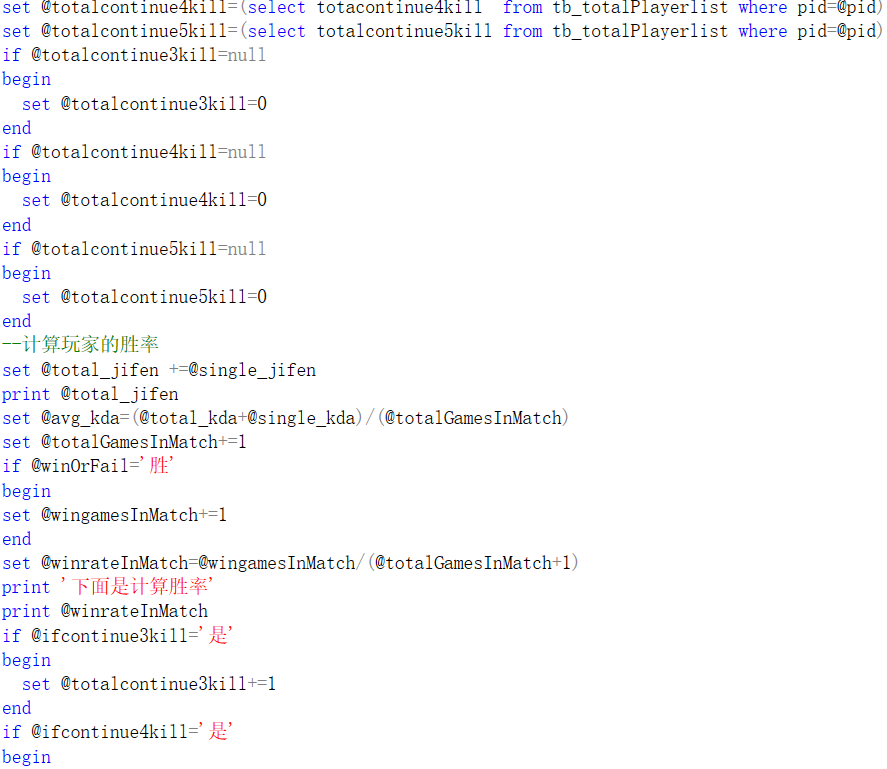 set @totalcontinue4kill=(select totacontinue4kill  from tb_totalPlayerlist where pid=@pid)
set @totalcontinue5kill=(select totalcontinue5kill from tb_totalPlayerlist where pid=@pid)
if @totalcontinue3kill=null
begin
  set @totalcontinue3kill=0
end
if @totalcontinue4kill=null
begin
  set @totalcontinue4kill=0
end
if @totalcontinue5kill=null
begin
  set @totalcontinue5kill=0
end
--计算玩家的胜率
set @total_jifen +=@single_jifen
print @total_jifen
set @avg_kda=(@total_kda+@single_kda)/(@totalGamesInMatch)
set @totalGamesInMatch+=1
if @winOrFail='胜'
begin
set @wingamesInMatch+=1
end
set @winrateInMatch=@wingamesInMatch/(@totalGamesInMatch+1)
print '下面是计算胜率'
print @winrateInMatch
if @ifcontinue3kill='是'
begin
  set @totalcontinue3kill+=1
end
if @ifcontinue4kill='是'
begin